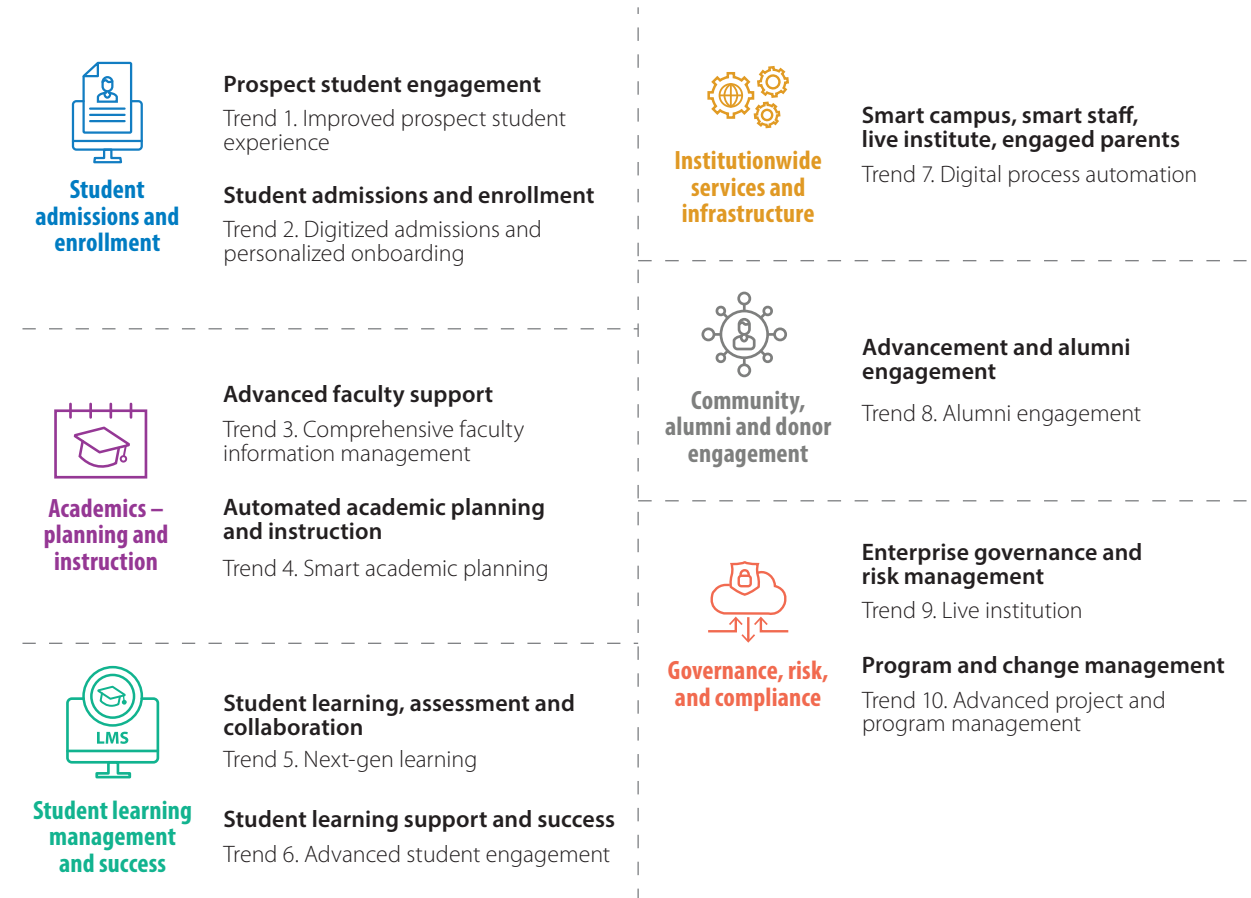 Student
admissions and
enrollment
Prospect student engagement
Trend 1. Improved prospect student
experience
Student admissions and enrollment
Trend 2. Digitized admissions and
personalized onboarding
Academics –
planning and
instruction
Advanced faculty support
Trend 3. Comprehensive faculty
information management
Automated academic planning
and instruction
Trend 4. Smart academic planning
LMS
Student learning
management
and success
Student learning, assessment and
collaboration
Trend 5. Next-gen learning
Student learning support and success
Trend 6. Advanced student engagement
Institutionwide
services and
infrastructure
Smart campus, smart staff,
live institute, engaged parents
Trend 7. Digital process automation
Community,
alumni and donor
engagement
Advancement and alumni
engagement
Trend 8. Alumni engagement
Governance, risk,
and compliance
Enterprise governance and
risk management
Trend 9. Live institution
Program and change management
Trend 10. Advanced project and
program management